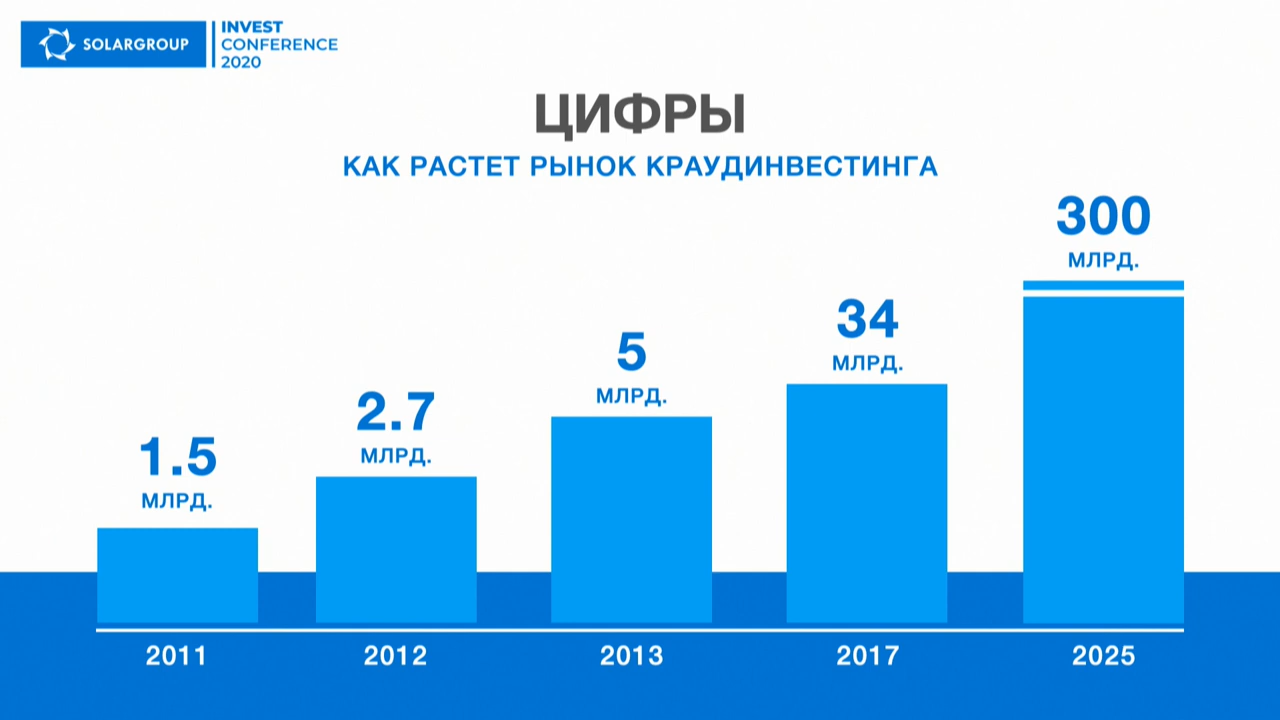 SOLARGROUP
INVEST
CONFERENCE
2020
ЦИФРЫ
КАК РАСТЕТ РЫНОК КРАУДИНВЕСТИНГА
1.5
МЛРД.
2.7
МЛРД.
5
МЛРД.
34
МЛРД.
300
МЛРД.
2011 2012 2013 2017 2025